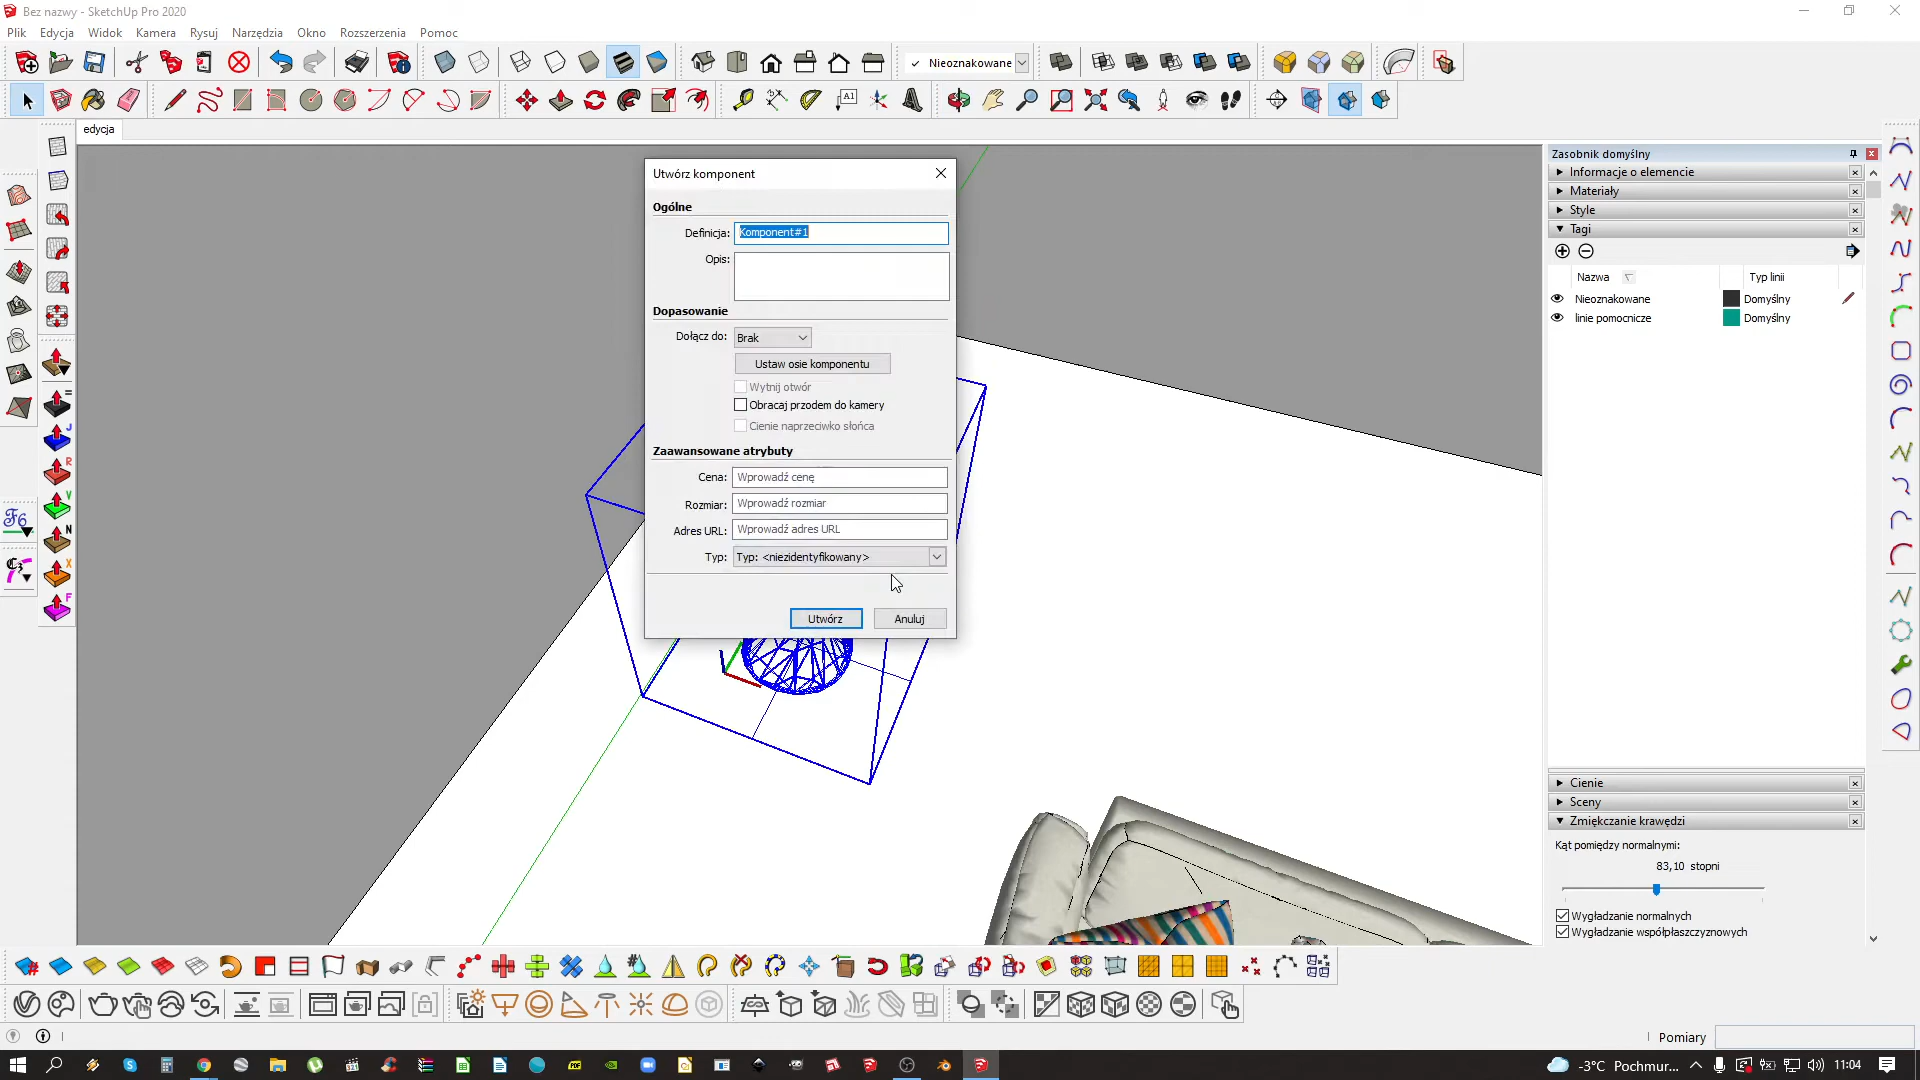 Bez nazwy - SketchUp Pro 2020
Plik Edycja Widok Kamera Rysuj Narzędzia Okno Rozszerzenia Pomoc
✓ Nieoznakowane
A1
edycja
Utwórz komponent
Ogólne
Definicja: Komponent#1
Opis:
Dopasowanie
Dołącz do: Brak
Ustaw osie komponentu
Wytnij otwór
Obracaj przodem do kamery
Cienie naprzeciwko słońca
Zaawansowane atrybuty
Cena: Wprowadź cenę
Rozmiar: Wprowadź rozmiar
Adres URL: Wprowadź adres URL
Typ: Typ: <niezidentyfikowany>
Utwórz Anuluj
Zasobnik domyślny
Informacje o elemencie
Materiały
Style
Tagi
Nazwa Typ linii
Nieoznakowane Domyślny
linie pomocnicze Domyślny
Cienie
Sceny
Zmiękczanie krawędzi
Kąt pomiędzy normalnymi:
83,10 stopni
Wygładzanie normalnych
Wygładzanie współpłaszczyznowych
Pomiary
-3°C Pochmur... 11:04